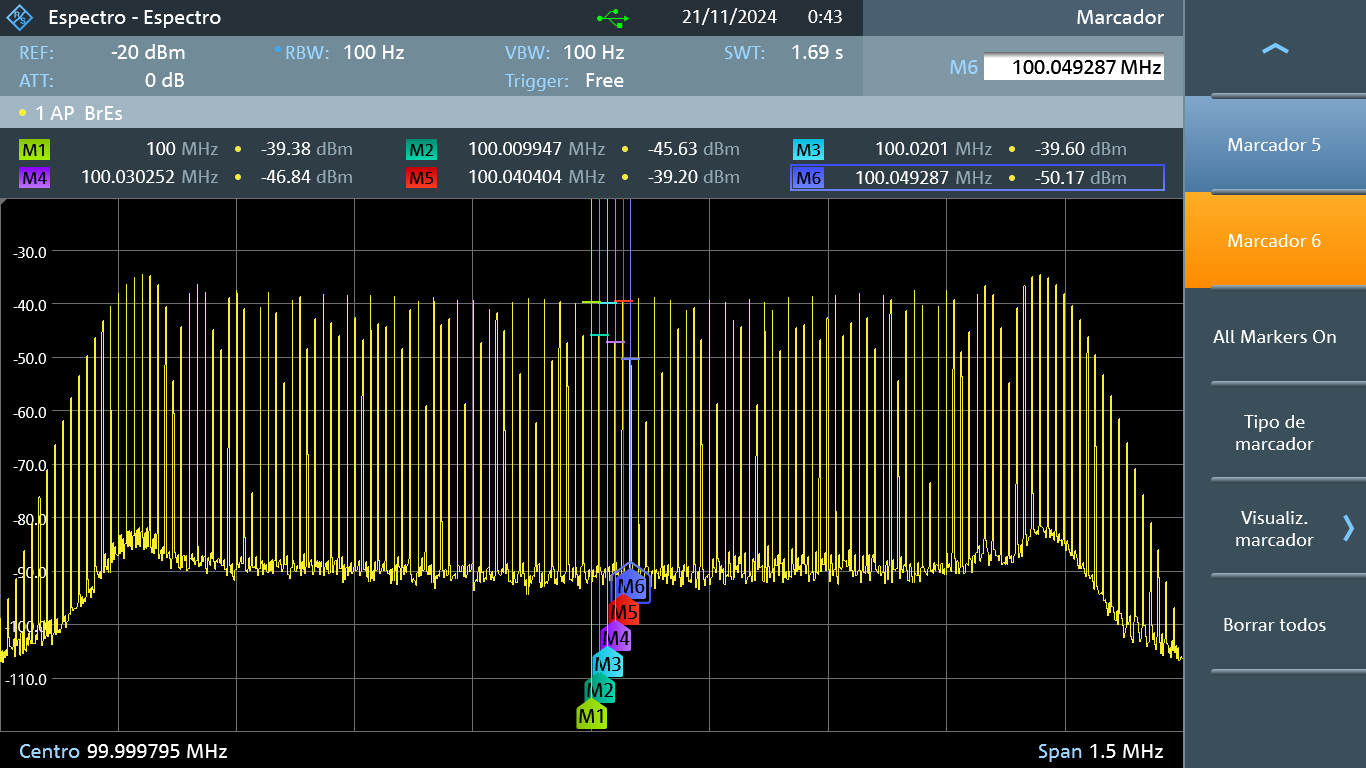 Espectro - Espectro 21/11/2024 0:43 Marcador
REF: -20 dBm RBW: 100 Hz VBW: 100 Hz SWT: 1.69 s
M6 100.049287 MHz
ATT: 0 dB Trigger: Free
1 AP BrEs
M1 100 MHz -39.38 dBm M2 100.009947 MHz -45.63 dBm M3 100.0201 MHz -39.60 dBm
M4 100.030252 MHz -46.84 dBm M5 100.040404 MHz -39.20 dBm M6 100.049287 MHz -50.17 dBm
-30.0
-40.0
-50.0
-60.0
-70.0
-80.0
-90.0
-100.0
-110.0
M6
M5
M4
M3
M2
M1
Centro 99.999795 MHz Span 1.5 MHz
Marcador 5
Marcador 6
All Markers On
Tipo de
marcador
Visualiz.
marcador
Borrar todos